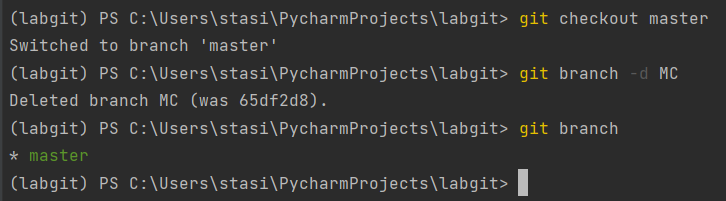 (labgit) PS C:\Users\stasi\PycharmProjects\labgit> git checkout master
Switched to branch 'master'
(labgit) PS C:\Users\stasi\PycharmProjects\labgit> git branch -d MC
Deleted branch MC (was 65df2d8).
(labgit) PS C:\Users\stasi\PycharmProjects\labgit> git branch
* master
(labgit) PS C:\Users\stasi\PycharmProjects\labgit>